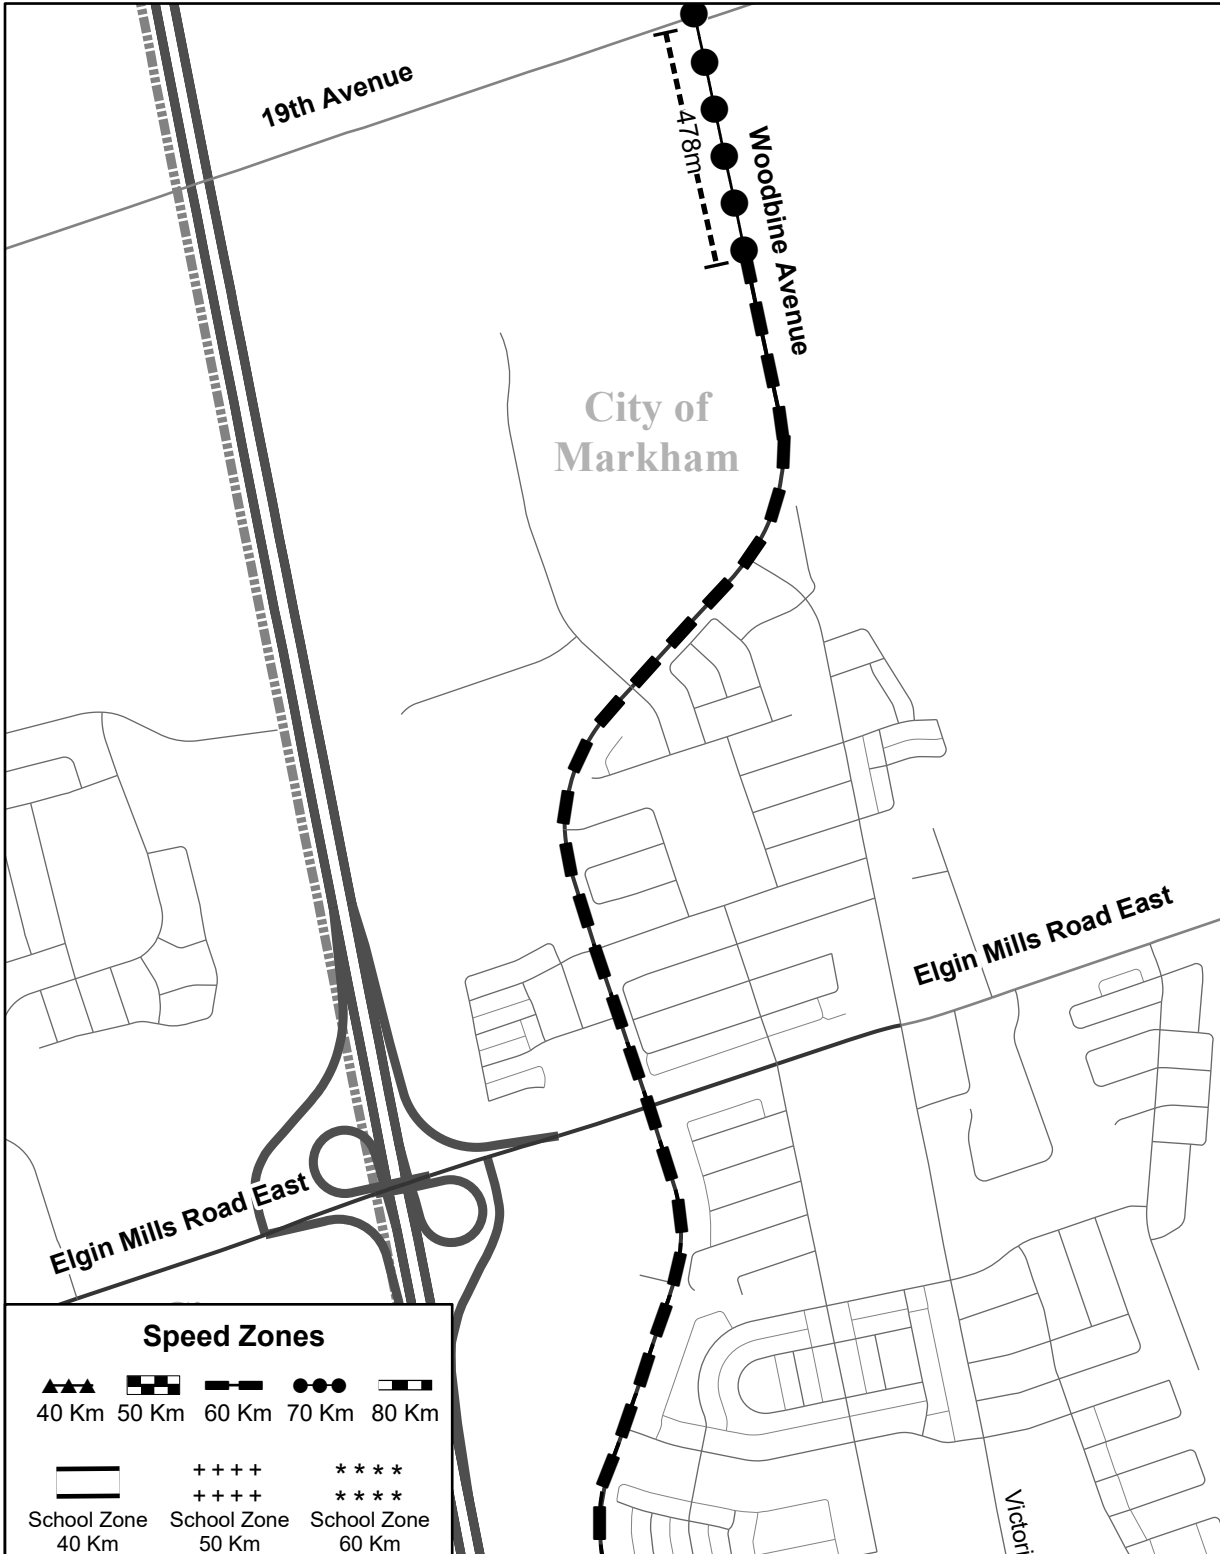 19th Avenue
478m
Woodbine Avenue
City of
Markham
Elgin Mills Road East
Elgin Mills Road East
Speed Zones
40 Km 50 Km 60 Km 70 Km 80 Km
School Zone School Zone School Zone
40 Km 50 Km 60 Km